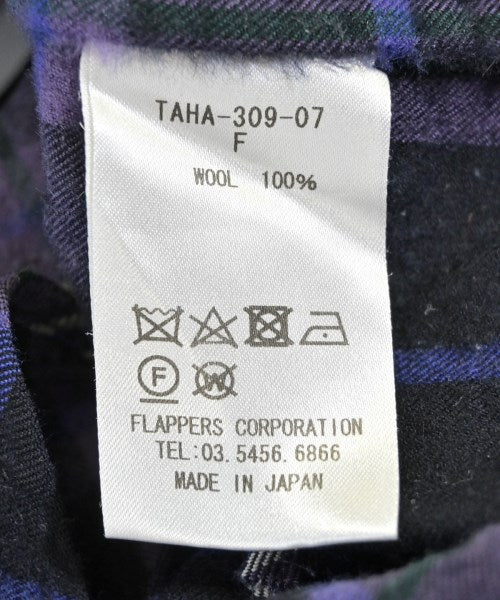 TAHA-309-07
F
WOOL 100%
F W
FLAPPERS CORPORATION
TEL:03.5456.6866
MADE IN JAPAN